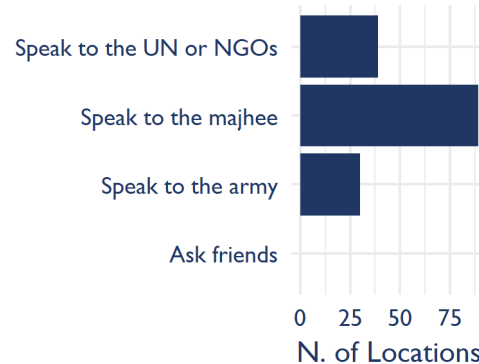 Speak to the UN or NGOs
Speak to the majhee
Speak to the army
Ask friends
0 25 50 75
N. of Locations